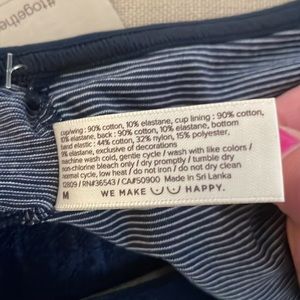 #together
cup/wing : 90% cotton, 10% elastane, cup lining : 90% cotton,
10% elastane, back : 90% cotton, 10% elastane, bottom
band elastic : 44% cotton, 32% nylon, 15% polyester,
9% elastane, exclusive of decorations
machine wash cold, gentle cycle / wash with like colors /
non-chlorine bleach / dry promptly / tumble dry
normal low cycle, low heat / do not iron / do not dry clean
12809 / RN#36543 / CA#50900 Made in Sri Lanka
M WE MAKE HAPPY.